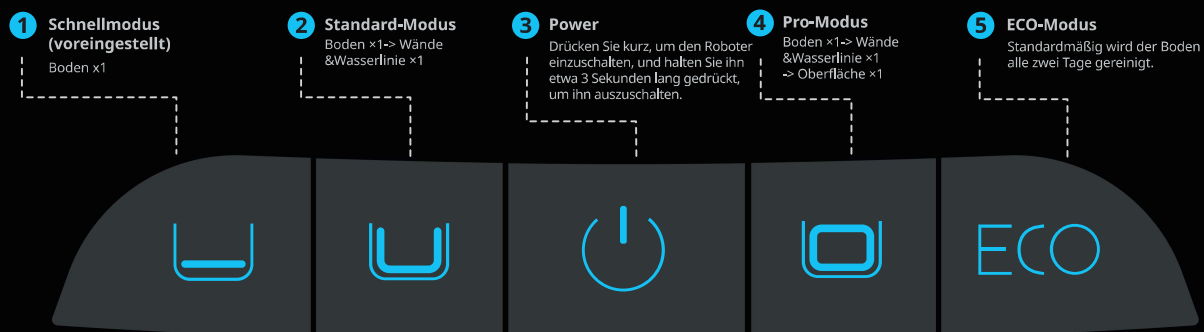 1 Schnellmodus
(voreingestellt)
Boden x1
2 Standard-Modus
Boden ×1-> Wände
&Wasserlinie ×1
3 Power
Drücken Sie kurz, um den Roboter
einzuschalten, und halten Sie ihn
etwa 3 Sekunden lang gedrückt,
um ihn auszuschalten.
4 Pro-Modus
Boden ×1-> Wände
&Wasserlinie ×1
-> Oberfläche ×1
5 ECO-Modus
Standardmäßig wird der Boden
alle zwei Tage gereinigt.
ECO